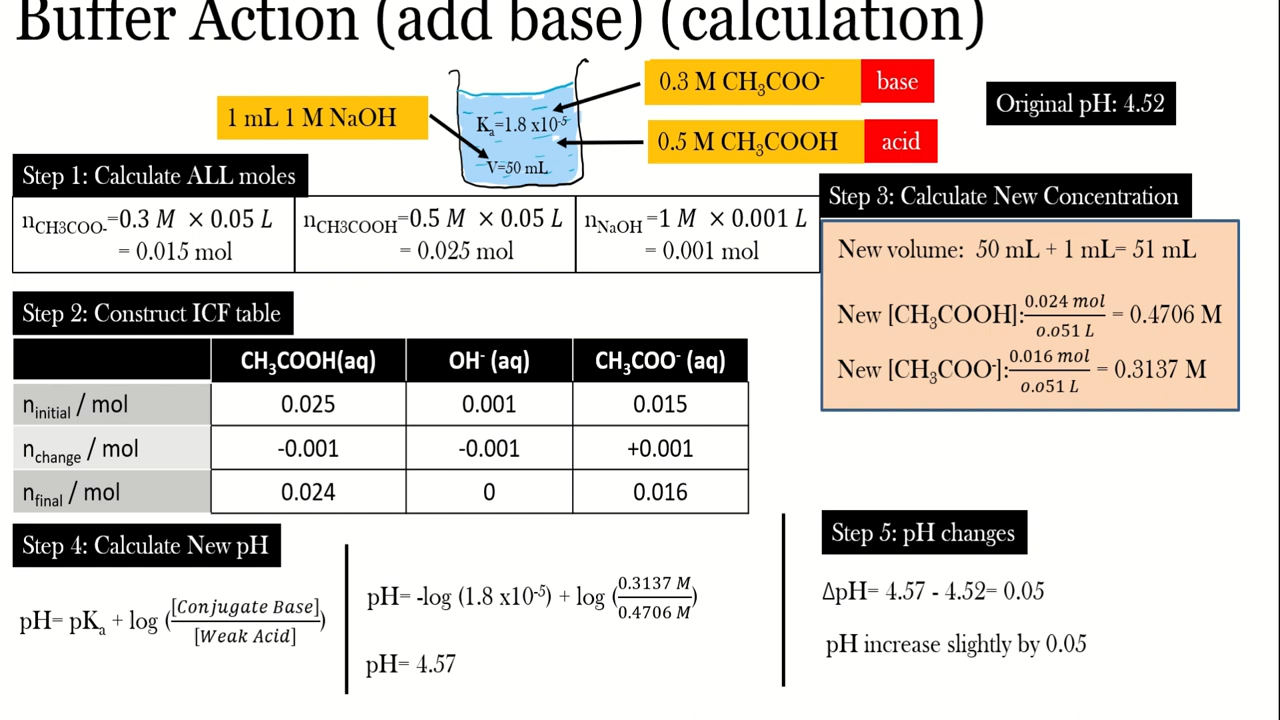 Buffer Action (add base) (calculation)
0.3 M CH₃COO⁻ base
Original pH: 4.52
1 mL 1 M NaOH
Kₐ=1.8 x10⁻⁵
0.5 M CH₃COOH acid
V=50 mL
Step 1: Calculate ALL moles
n_CH3COO-=0.3 M × 0.05 L
= 0.015 mol
n_CH3COOH=0.5 M × 0.05 L
= 0.025 mol
n_NaOH=1 M × 0.001 L
= 0.001 mol
Step 2: Construct ICF table
CH₃COOH(aq) OH⁻ (aq) CH₃COO⁻ (aq)
n_initial / mol 0.025 0.001 0.015
n_change / mol -0.001 -0.001 +0.001
n_final / mol 0.024 0 0.016
Step 3: Calculate New Concentration
New volume: 50 mL + 1 mL= 51 mL
New [CH₃COOH]: 0.024 mol / 0.051 L = 0.4706 M
New [CH₃COO⁻]: 0.016 mol / 0.051 L = 0.3137 M
Step 4: Calculate New pH
pH= pKₐ + log ([Conjugate Base] / [Weak Acid])
pH= -log (1.8 x10⁻⁵) + log (0.3137 M / 0.4706 M)
pH= 4.57
Step 5: pH changes
ΔpH= 4.57 - 4.52= 0.05
pH increase slightly by 0.05